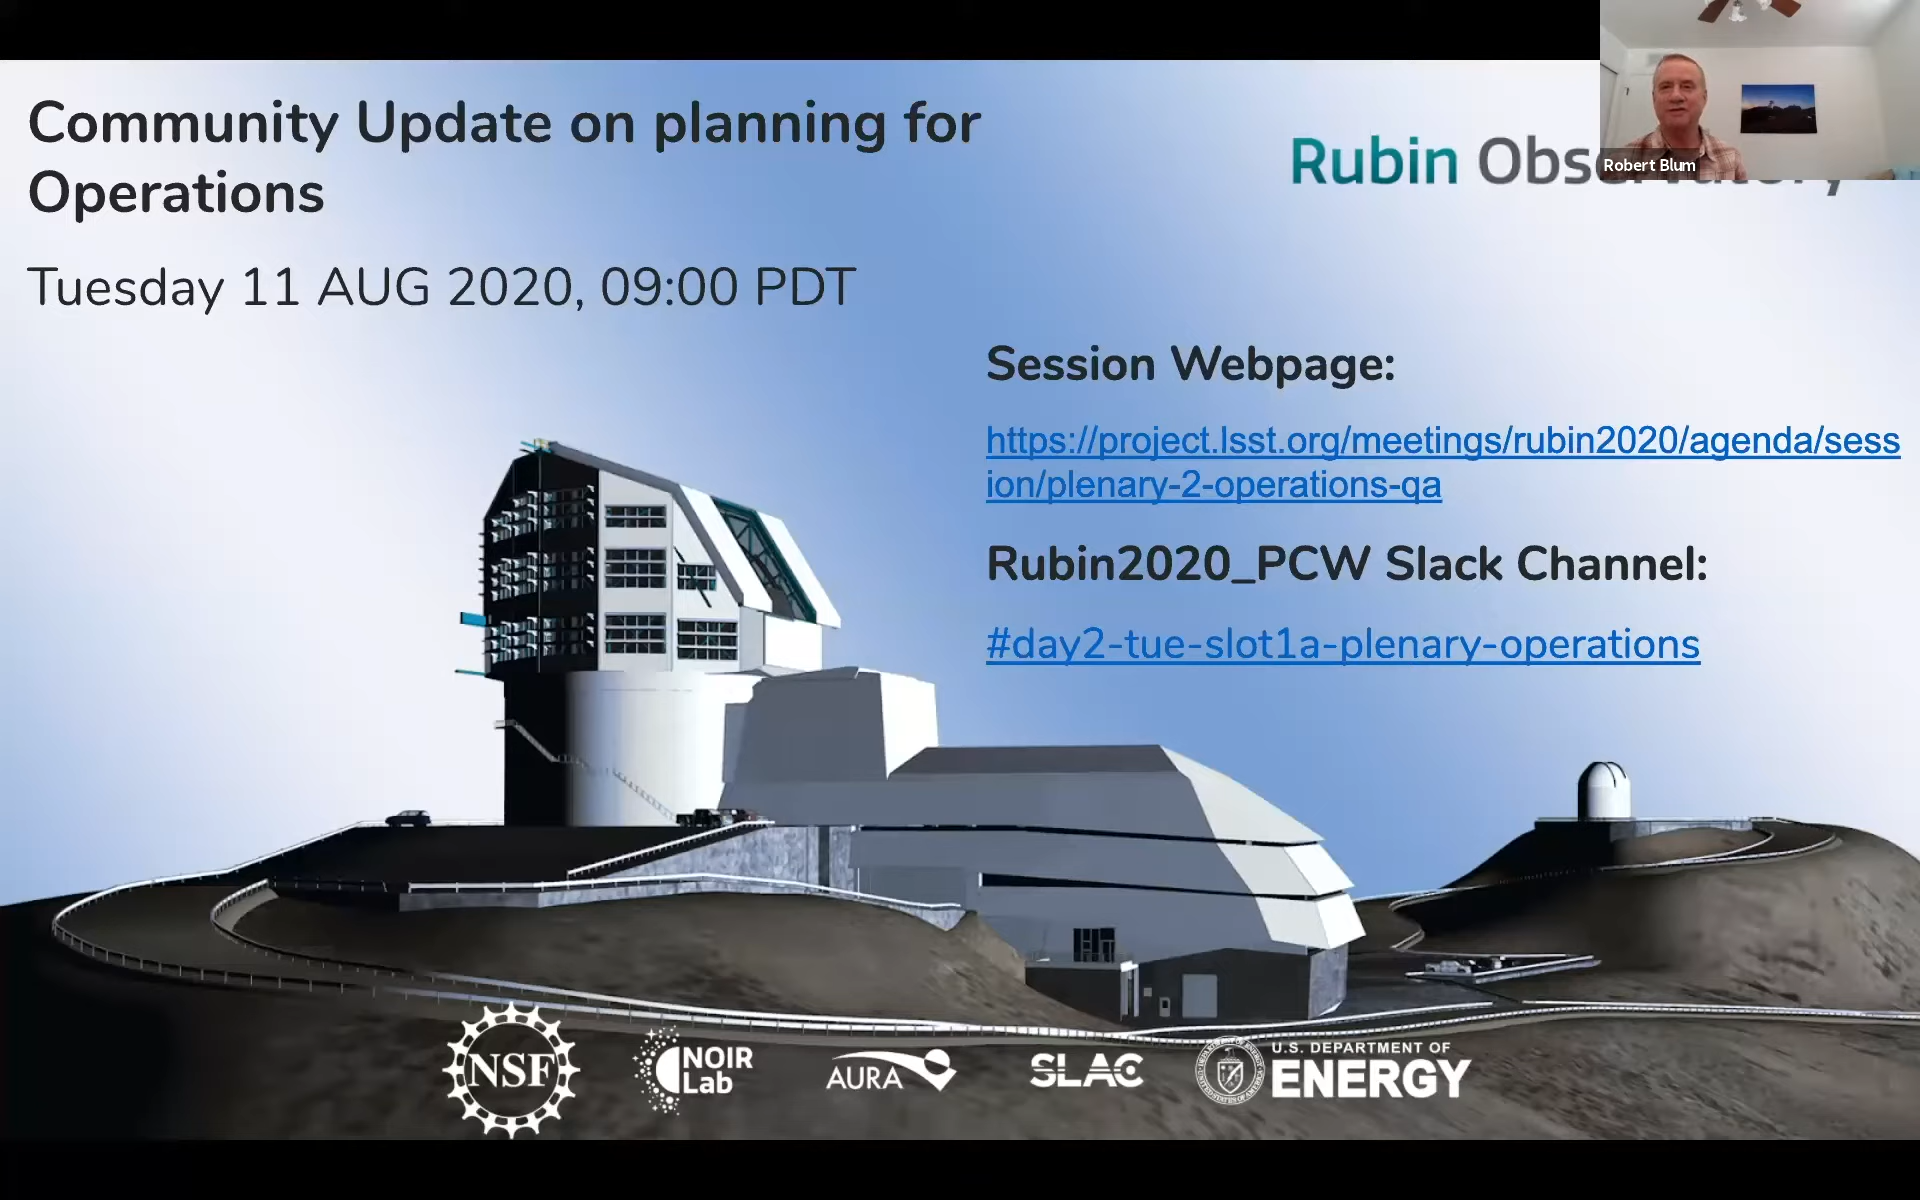 Community Update on planning for
Operations
Tuesday 11 AUG 2020, 09:00 PDT
Rubin
Robert Blum
Session Webpage:
https://project.lsst.org/meetings/rubin2020/agenda/sess
ion/plenary-2-operations-qa
Rubin2020_PCW Slack Channel:
#day2-tue-slot1a-plenary-operations
NSF
NOIR
Lab
AURA
SLAC
U.S. DEPARTMENT OF
ENERGY